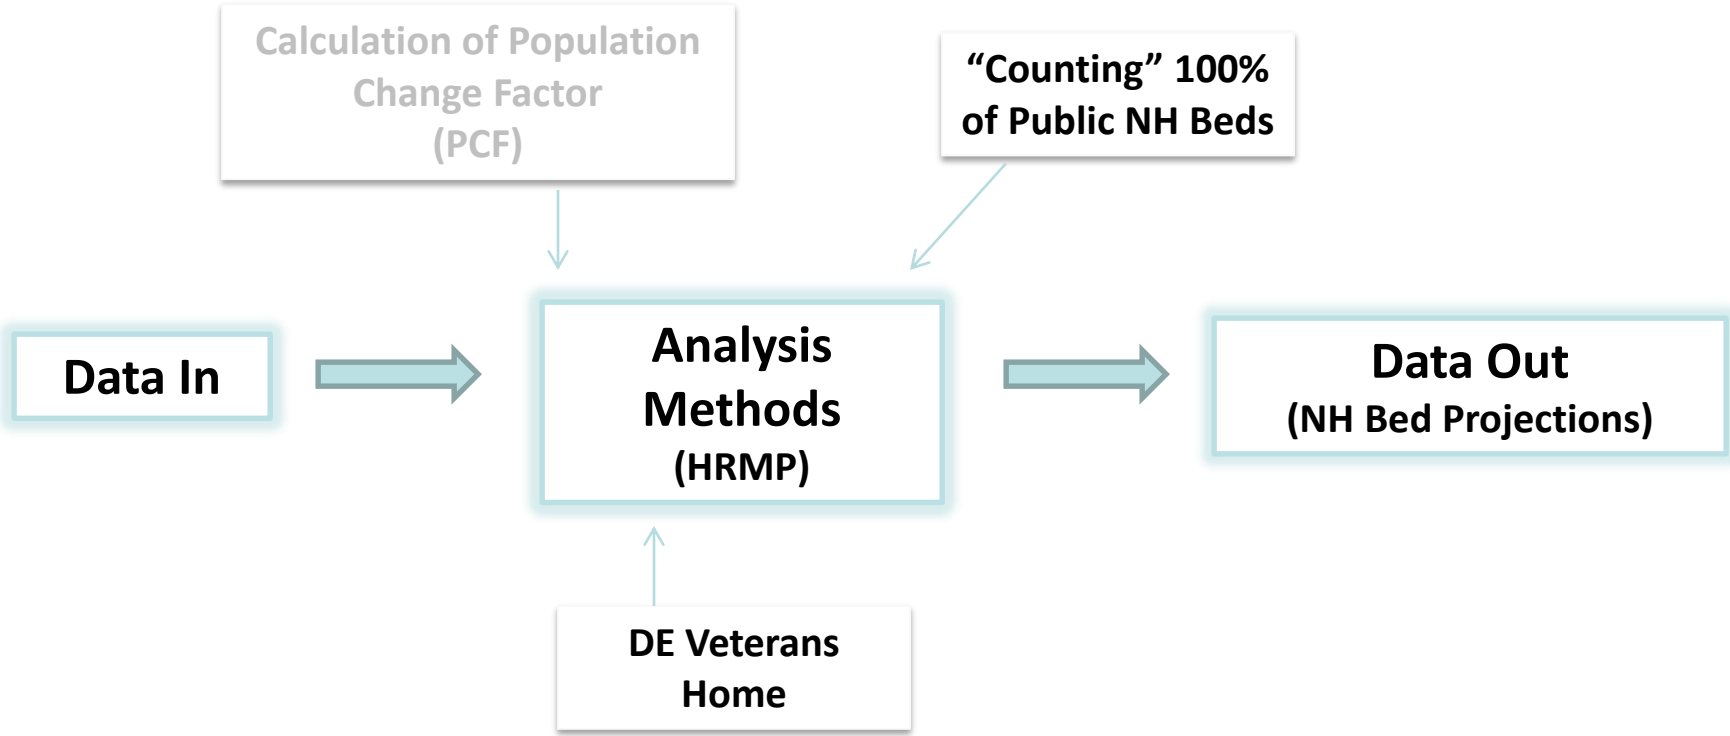 Calculation of Population
Change Factor
(PCF)
“Counting” 100%
of Public NH Beds
Data In
Analysis
Methods
(HRMP)
Data Out
(NH Bed Projections)
DE Veterans
Home